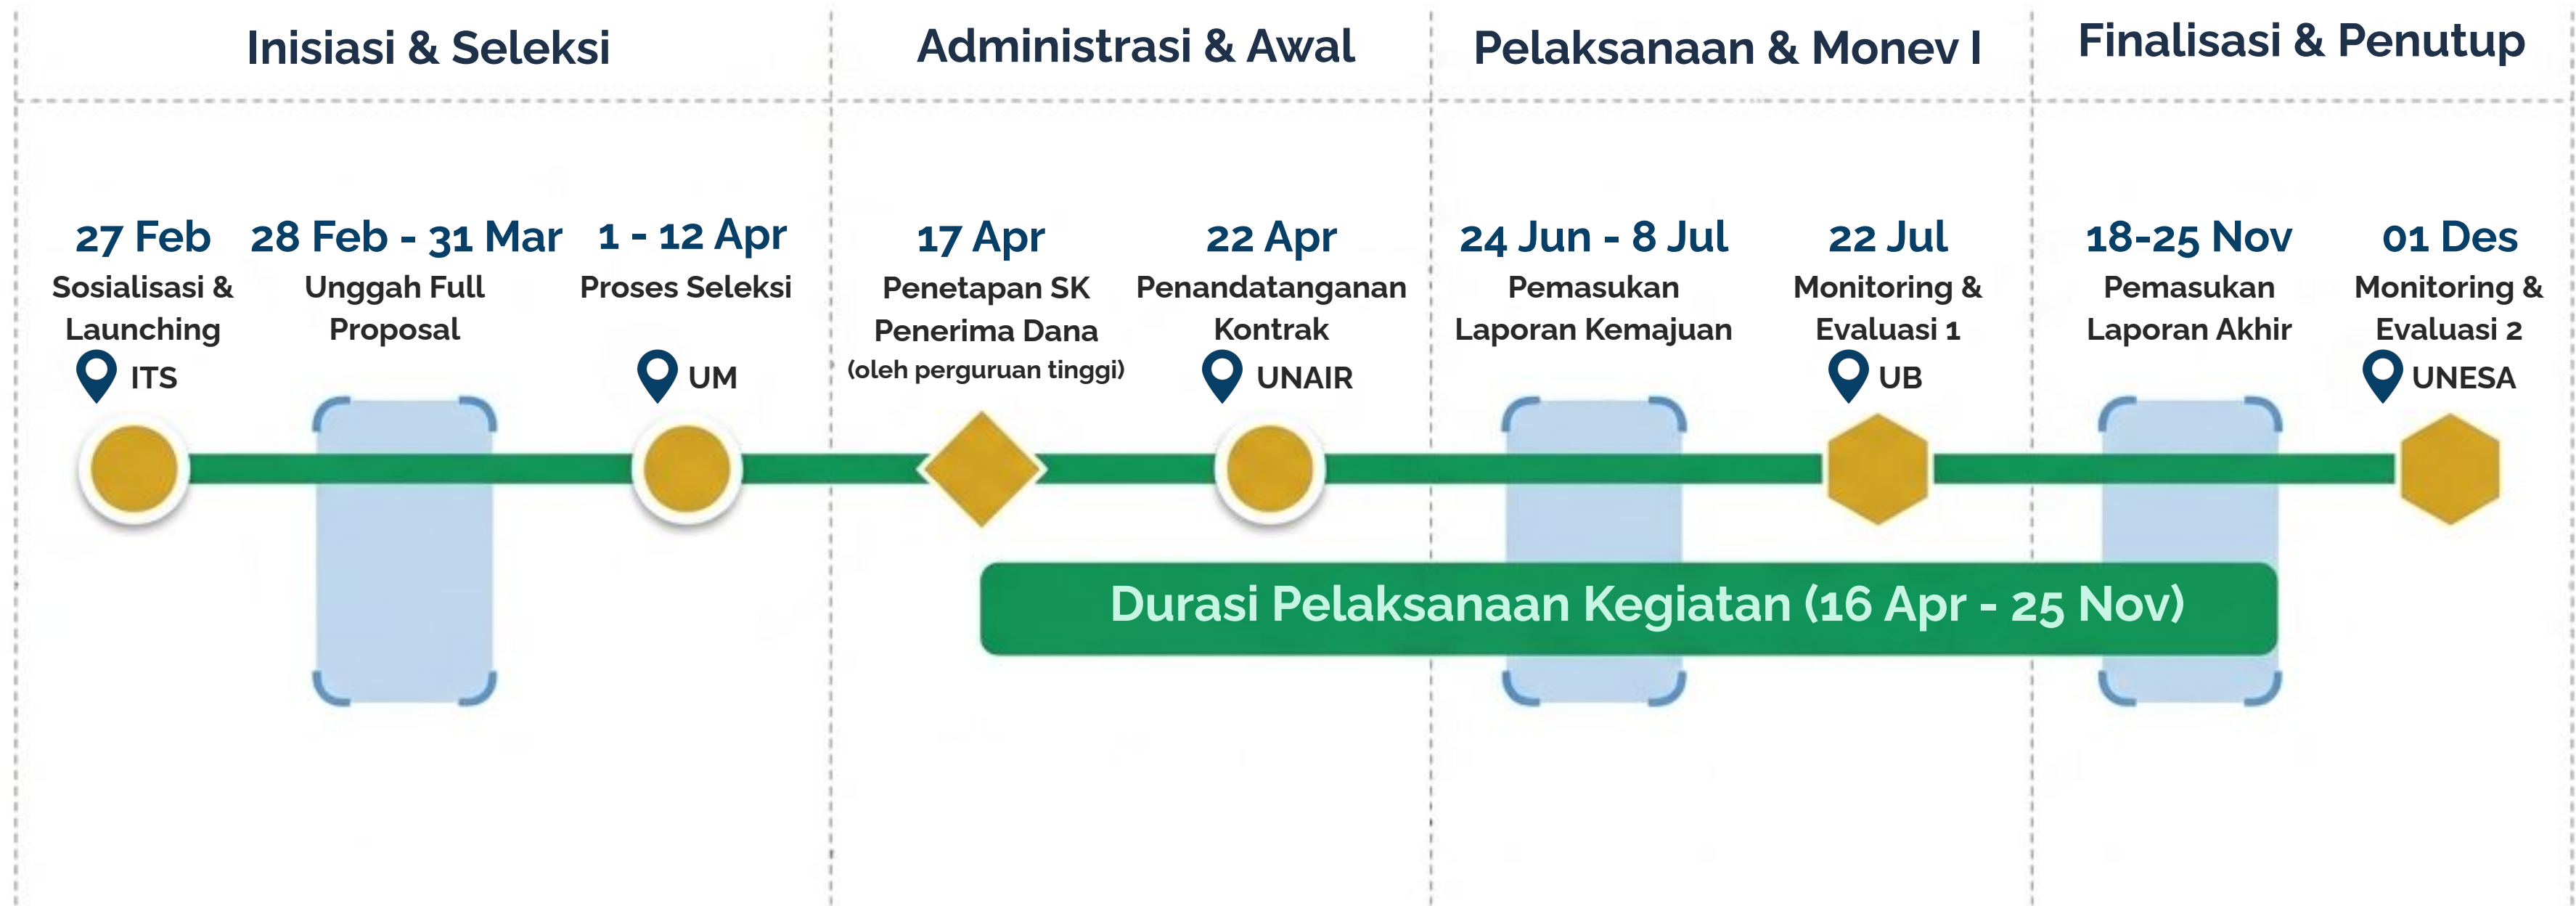 Inisiasi & Seleksi
Administrasi & Awal
Pelaksanaan & Monev I
Finalisasi & Penutup
27 Feb
Sosialisasi &
Launching
ITS
28 Feb - 31 Mar
Unggah Full
Proposal
1 - 12 Apr
Proses Seleksi
UM
17 Apr
Penetapan SK
Penerima Dana
(oleh perguruan tinggi)
22 Apr
Penandatanganan
Kontrak
UNAIR
24 Jun - 8 Jul
Pemasukan
Laporan Kemajuan
22 Jul
Monitoring &
Evaluasi 1
UB
18-25 Nov
Pemasukan
Laporan Akhir
01 Des
Monitoring &
Evaluasi 2
UNESA
Durasi Pelaksanaan Kegiatan (16 Apr - 25 Nov)